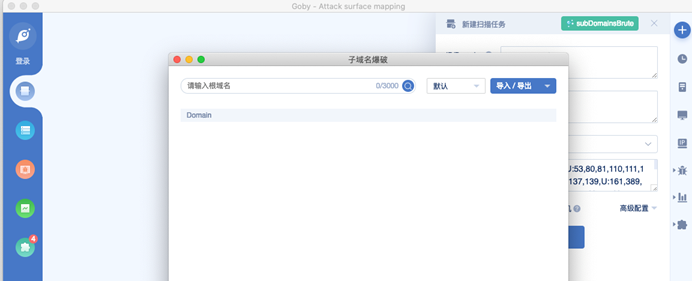 Goby - Attack surface mapping
登录
新建扫描任务
subDomainsBrute
子域名爆破
请输入根域名
0/3000
默认
导入 / 导出
Domain
U:53,80,81,110,111,1
137,139,U:161,389,
高级配置
4
IP